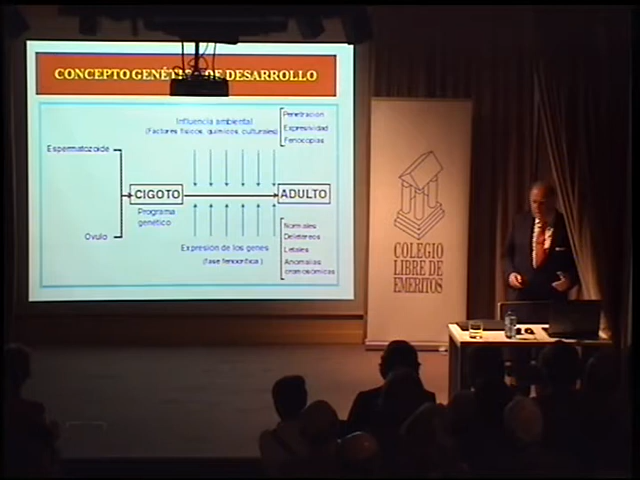 CONCEPTO GENÉTICO DE DESARROLLO
Influencia ambiental
(Factores físicos, químicos, culturales)
Penetración
Expresividad
Fenocopias
Espermatozoide
CIGOTO
ADULTO
Programa
genético
Ovulo
Expresión de los genes
(fase fenocrítica)
Normales
Deletéreos
Letales
Anomalías
cromosómicas
COLEGIO
LIBRE DE
EMERITOS